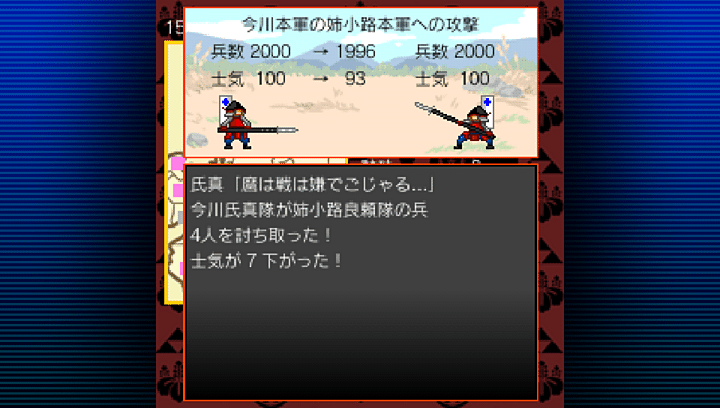 15
今川本軍の姉小路本軍への攻撃
兵数 2000 → 1996 兵数 2000
士気 100 → 93 士気 100
氏真「麿は戦は嫌でごじゃる…」
今川氏真隊が姉小路良頼隊の兵
4人を討ち取った！
士気が 7 下がった！